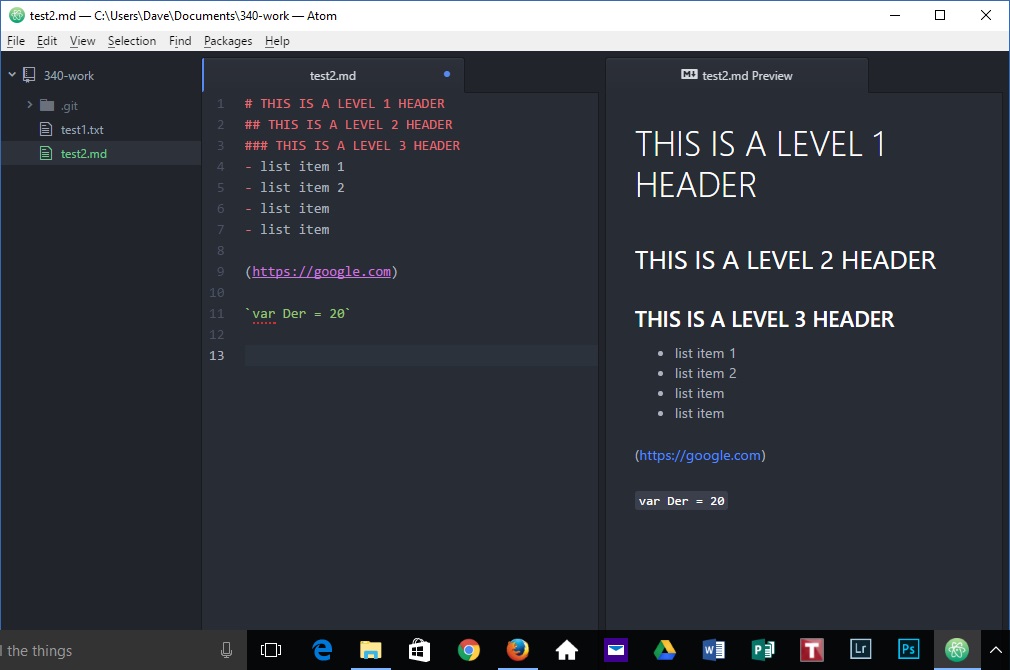 test2.md — C:\Users\Dave\Documents\340-work — Atom
File Edit View Selection Find Packages Help
340-work
.git
test1.txt
test2.md
test2.md
1 # THIS IS A LEVEL 1 HEADER
2 ## THIS IS A LEVEL 2 HEADER
3 ### THIS IS A LEVEL 3 HEADER
4 - list item 1
5 - list item 2
6 - list item
7 - list item
8
9 (https://google.com)
10
11 `var Der = 20`
12
13
test2.md Preview
THIS IS A LEVEL 1
HEADER
THIS IS A LEVEL 2 HEADER
THIS IS A LEVEL 3 HEADER
• list item 1
• list item 2
• list item
• list item
(https://google.com)
var Der = 20
the things
W P T Lr Ps